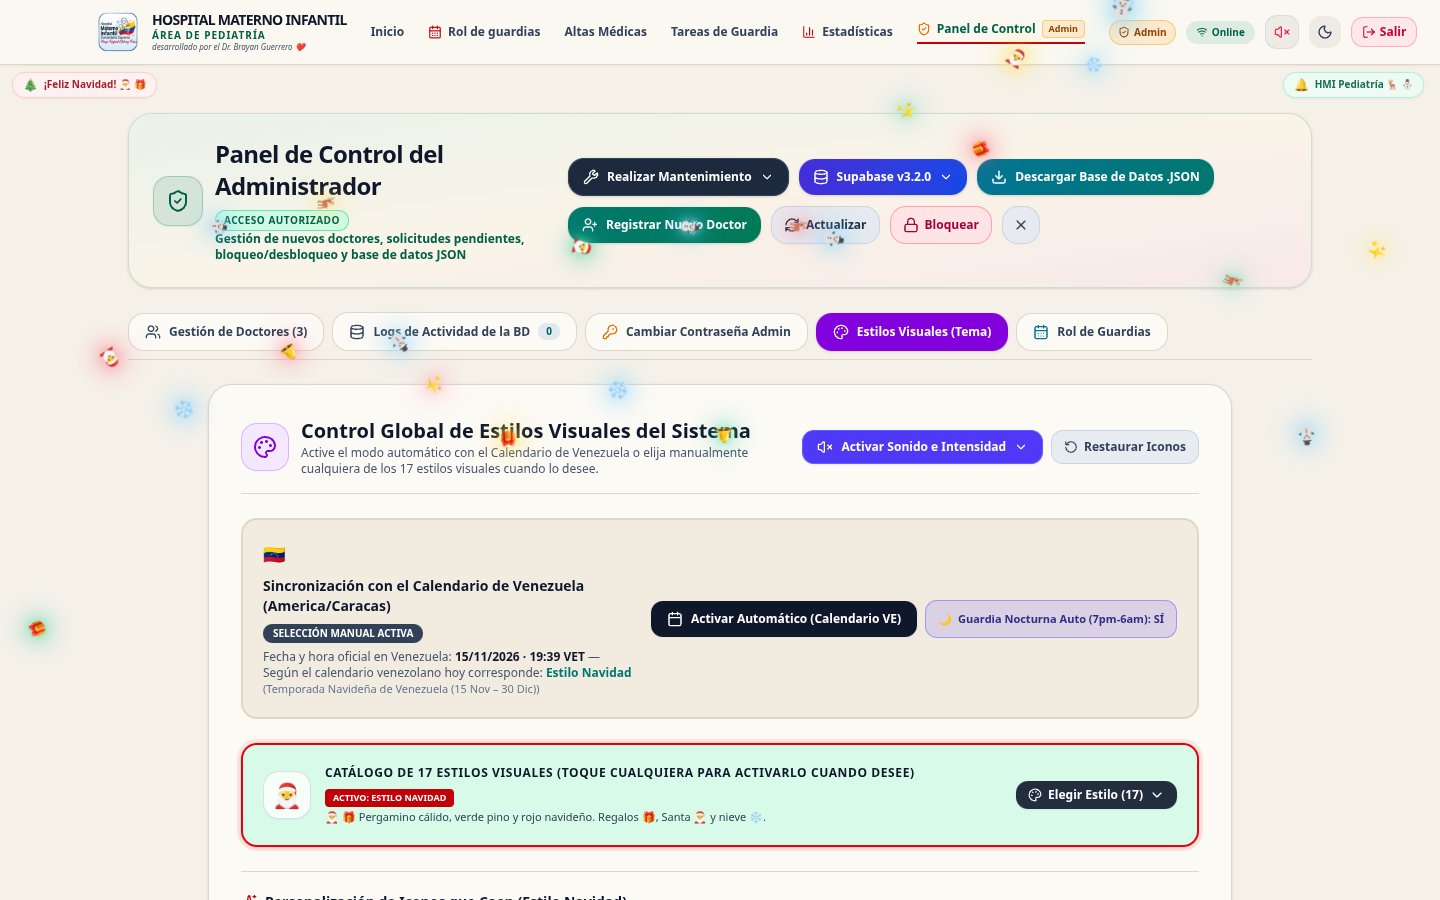 HOSPITAL MATERNO INFANTIL
ÁREA DE PEDIATRÍA
desarrollado por el Dr. Brayan Guerrero ❤️
Inicio
Rol de guardias
Altas Médicas
Tareas de Guardia
Estadísticas
Panel de Control
Admin
Admin
Online
Salir
🎄 ¡Feliz Navidad! 🎅 🎁
🔔 HMI Pediatría 🦌 ⛄
Panel de Control del
Administrador
ACCESO AUTORIZADO
Gestión de nuevos doctores, solicitudes pendientes,
bloqueo/desbloqueo y base de datos JSON
Realizar Mantenimiento
Supabase v3.2.0
Descargar Base de Datos .JSON
Registrar Nuevo Doctor
Actualizar
Bloquear
Gestión de Doctores (3)
Logs de Actividad de la BD 0
Cambiar Contraseña Admin
Estilos Visuales (Tema)
Rol de Guardias
Control Global de Estilos Visuales del Sistema
Active el modo automático con el Calendario de Venezuela o elija manualmente
cualquiera de los 17 estilos visuales cuando lo desee.
Activar Sonido e Intensidad
Restaurar Iconos
🇻🇪
Sincronización con el Calendario de Venezuela
(America/Caracas)
SELECCIÓN MANUAL ACTIVA
Fecha y hora oficial en Venezuela: 15/11/2026 · 19:39 VET —
Según el calendario venezolano hoy corresponde: Estilo Navidad
(Temporada Navideña de Venezuela (15 Nov – 30 Dic))
Activar Automático (Calendario VE)
🌙 Guardia Nocturna Auto (7pm-6am): SÍ
CATÁLOGO DE 17 ESTILOS VISUALES (TOQUE CUALQUIERA PARA ACTIVARLO CUANDO DESEE)
ACTIVO: ESTILO NAVIDAD
🎅 🎁 Pergamino cálido, verde pino y rojo navideño. Regalos 🎁, Santa 🎅 y nieve ❄️.
Elegir Estilo (17)
Personalización de Iconos que Caen (Estilo Navidad)